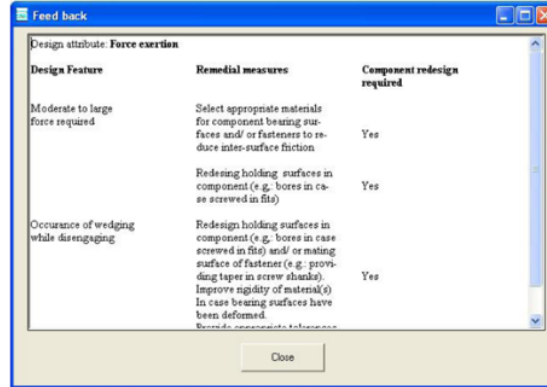 Feed back
Design attribute: Force exertion
Design Feature Remedial measures Component redesign
required
Moderate to large Select appropriate materials
force required for component bearing sur-
faces and/ or fasteners to re- Yes
duce inter-surface friction
Redesing holding surfaces in
component (e.g,: bores in ca- Yes
se screwed in fits)
Occurance of wedging Redesign holding surfaces in
while disengaging component (e.g,: bores in case
screwed in fits) and/ or mating
surface of fastener (e.g.: provi-
ding taper in screw shanks). Yes
Improve rigidity of material(s)
In case bearing surfaces have
been deformed.
Provide appropriate tolerances
Close